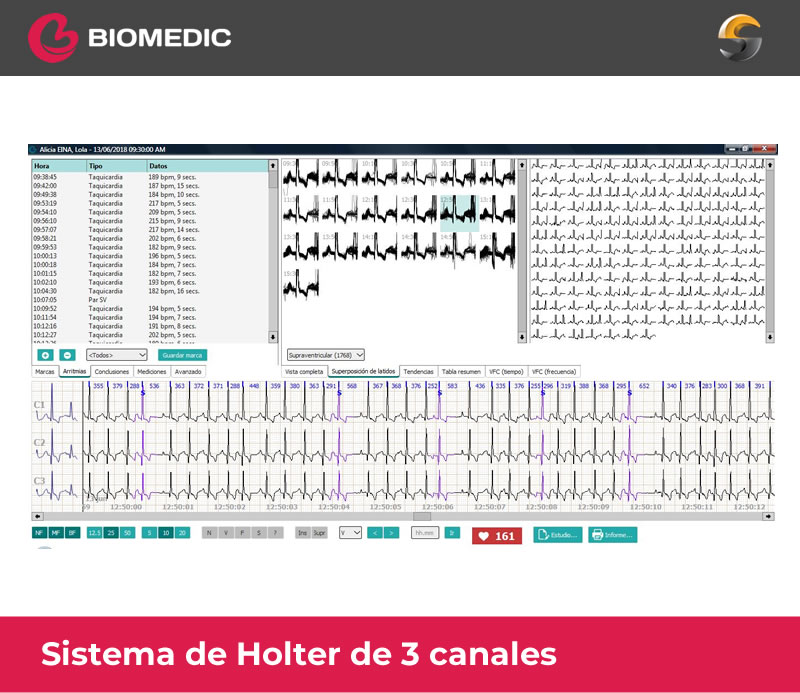 BIOMEDIC
Alicia EINA, Lola - 13/06/2018 09:30:00 AM
Hora Tipo Datos
09:38:45 Taquicardia 189 bpm, 9 secs.
09:42:00 Taquicardia 187 bpm, 15 secs.
09:49:38 Taquicardia 184 bpm, 10 secs.
09:53:19 Taquicardia 217 bpm, 5 secs.
09:54:10 Taquicardia 209 bpm, 5 secs.
09:56:10 Taquicardia 215 bpm, 9 secs.
09:57:07 Taquicardia 217 bpm, 14 secs.
09:58:21 Taquicardia 202 bpm, 6 secs.
09:59:53 Taquicardia 182 bpm, 9 secs.
10:00:13 Taquicardia 196 bpm, 5 secs.
10:00:18 Taquicardia 184 bpm, 7 secs.
10:01:15 Taquicardia 182 bpm, 7 secs.
10:02:10 Taquicardia 193 bpm, 6 secs.
10:04:30 Taquicardia 182 bpm, 16 secs.
10:07:05 Par SV
10:09:52 Taquicardia 194 bpm, 5 secs.
10:11:54 Taquicardia 194 bpm, 7 secs.
10:12:16 Taquicardia 191 bpm, 8 secs.
10:12:27 Taquicardia 202 bpm, 5 secs.
<Todos> Guardar marca Supraventricular (1768)
Marcas Arritmias Conclusiones Mediciones Avanzado Vista completa Superposición de latidos Tendencias Tabla resumen VFC (tiempo) VFC (frecuencia)
355 379 288 536 363 372 371 288 448 359 380 363 291 568 367 368 376 252 583 436 335 376 255 296 319 388 368 295 652 340 376 283 300 368 391
S S S S S
C1
C2
C3
12:50:00 12:50:02 12:50:03 12:50:04 12:50:05 12:50:06 12:50:07 12:50:08 12:50:09 12:50:10 12:50:11 12:50:12
NF MF BF 12.5 25 50 5 10 20 N V P S ? Ins Supr V < > hh.mm 161 Estudio... Informe...
Sistema de Holter de 3 canales